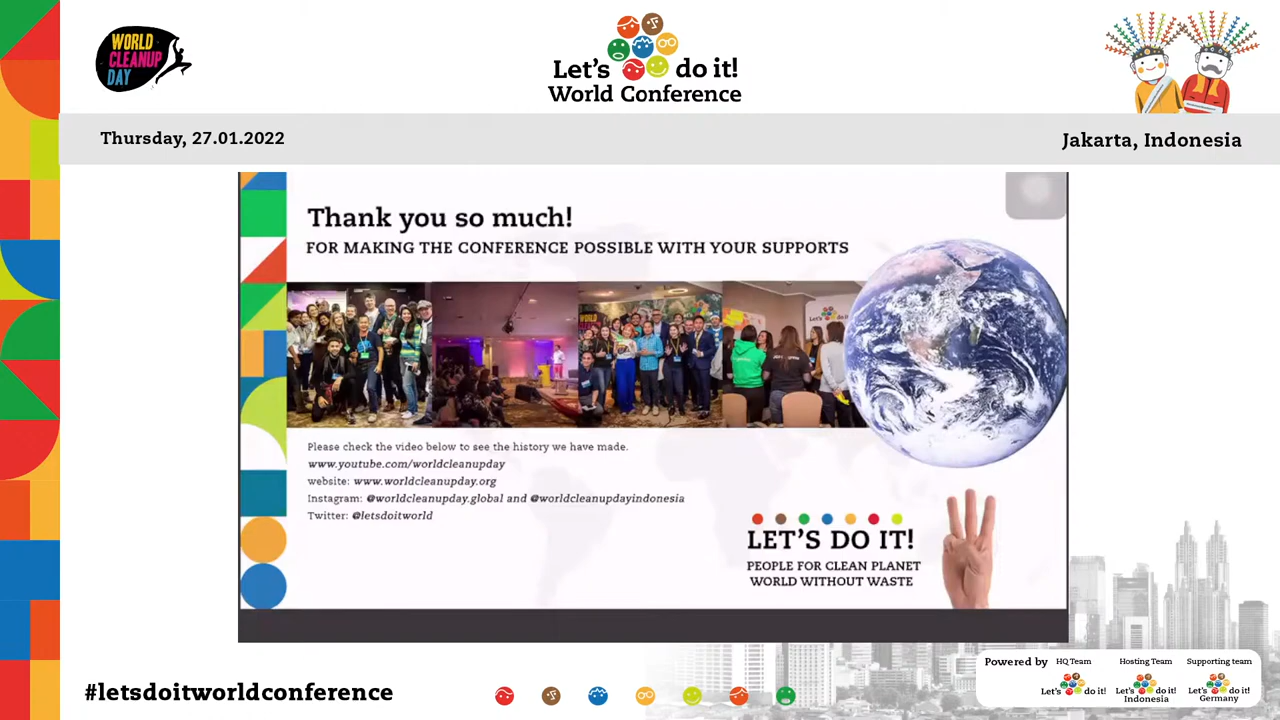 WORLD
CLEANUP
DAY
Let's do it!
World Conference
Thursday, 27.01.2022
Jakarta, Indonesia
Thank you so much!
FOR MAKING THE CONFERENCE POSSIBLE WITH YOUR SUPPORTS
Please check the video below to see the history we have made.
www.youtube.com/worldcleanupday
website: www.worldcleanupday.org
Instagram: @worldcleanupday.global and @worldcleanupdayindonesia
Twitter: @letsdoitworld
LET'S DO IT!
PEOPLE FOR CLEAN PLANET
WORLD WITHOUT WASTE
Powered by
HQ Team
Hosting Team
Supporting team
Let's do it!
Let's do it!
Indonesia
Let's do it!
Germany
#letsdoitworldconference